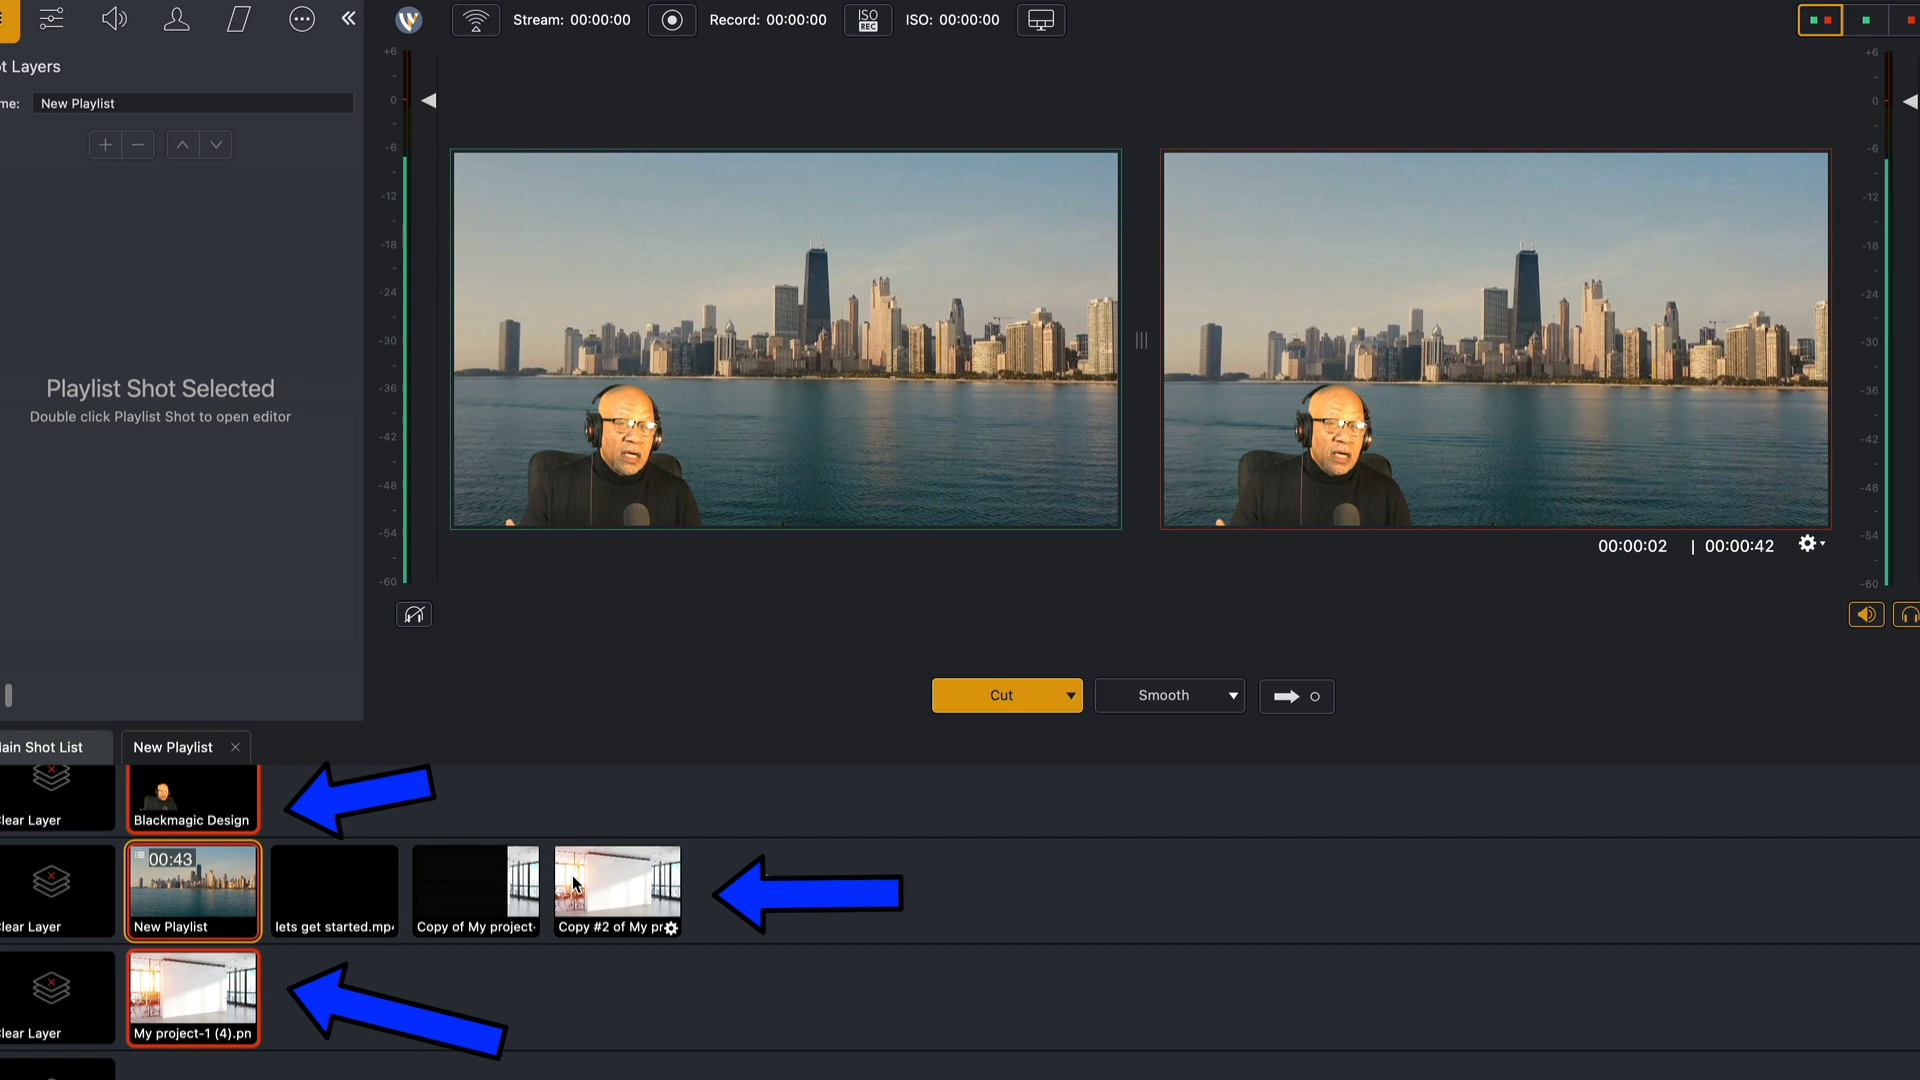 Stream: 00:00:00
Record: 00:00:00
ISO
REC
ISO: 00:00:00
t Layers
me: New Playlist
+6
0
-6
-12
-18
-24
-30
-36
-42
-48
-54
-60
+6
0
-6
-12
-18
-24
-30
-36
-42
-48
-54
-60
Playlist Shot Selected
Double click Playlist Shot to open editor
00:00:02 | 00:00:42
Cut
Smooth
ain Shot List
New Playlist
lear Layer
Blackmagic Design
00:43
lear Layer
New Playlist
lets get started.mp
Copy of My project-
Copy #2 of My pr
lear Layer
My project-1 (4).pn